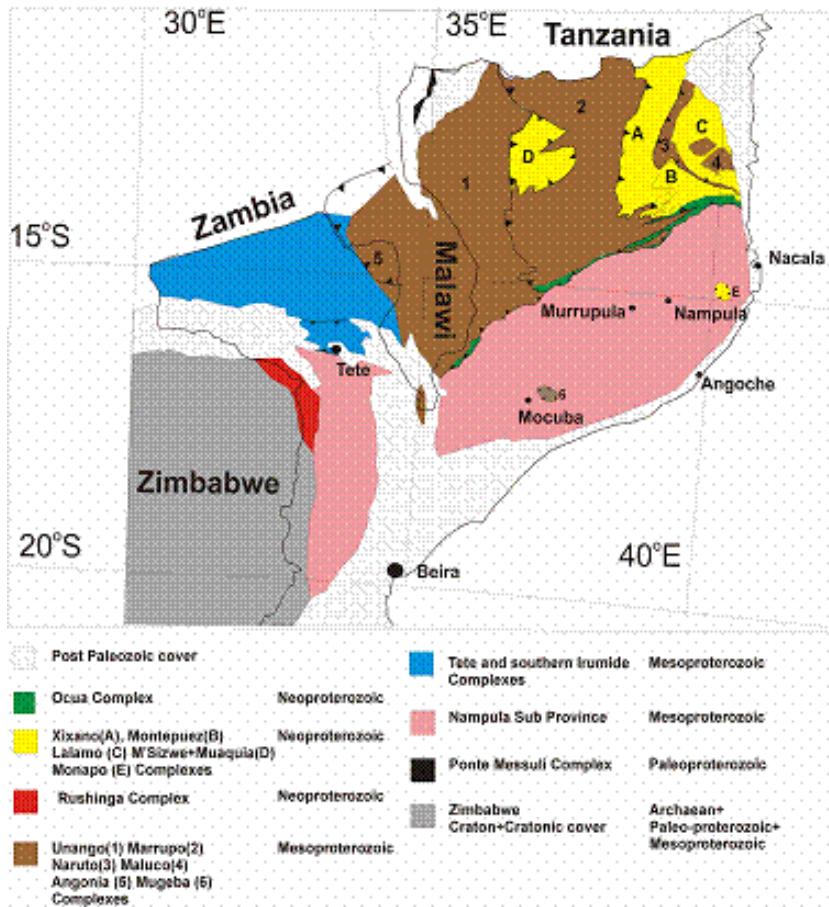 30°E
35°E
Tanzania
2
A
C
3
4
D
B
1
Zambia
15°S
5
Malawi
Nacala
E
Murrupula
Nampula
Tete
Angoche
6
Mocuba
Zimbabwe
20°S
40°E
Beira
Post Paleozoic cover
Ocua Complex Neoproterozoic
Xixano(A), Montepuez(B) Neoproterozoic
Lalamo (C) M'Sizwe+Muaquia(D)
Monapo (E) Complexes
Rushinga Complex Neoproterozoic
Unango(1) Marrupo(2) Mesoproterozoic
Naruto(3) Maluco(4)
Angonia (5) Mugeba (6)
Complexes
Tete and southern Irumide Mesoproterozoic
Complexes
Nampula Sub Province Mesoproterozoic
Ponte Messuli Complex Paleoproterozoic
Zimbabwe Archaean+
Craton+Cratonic cover Paleo-proterozoic+
Mesoproterozoic